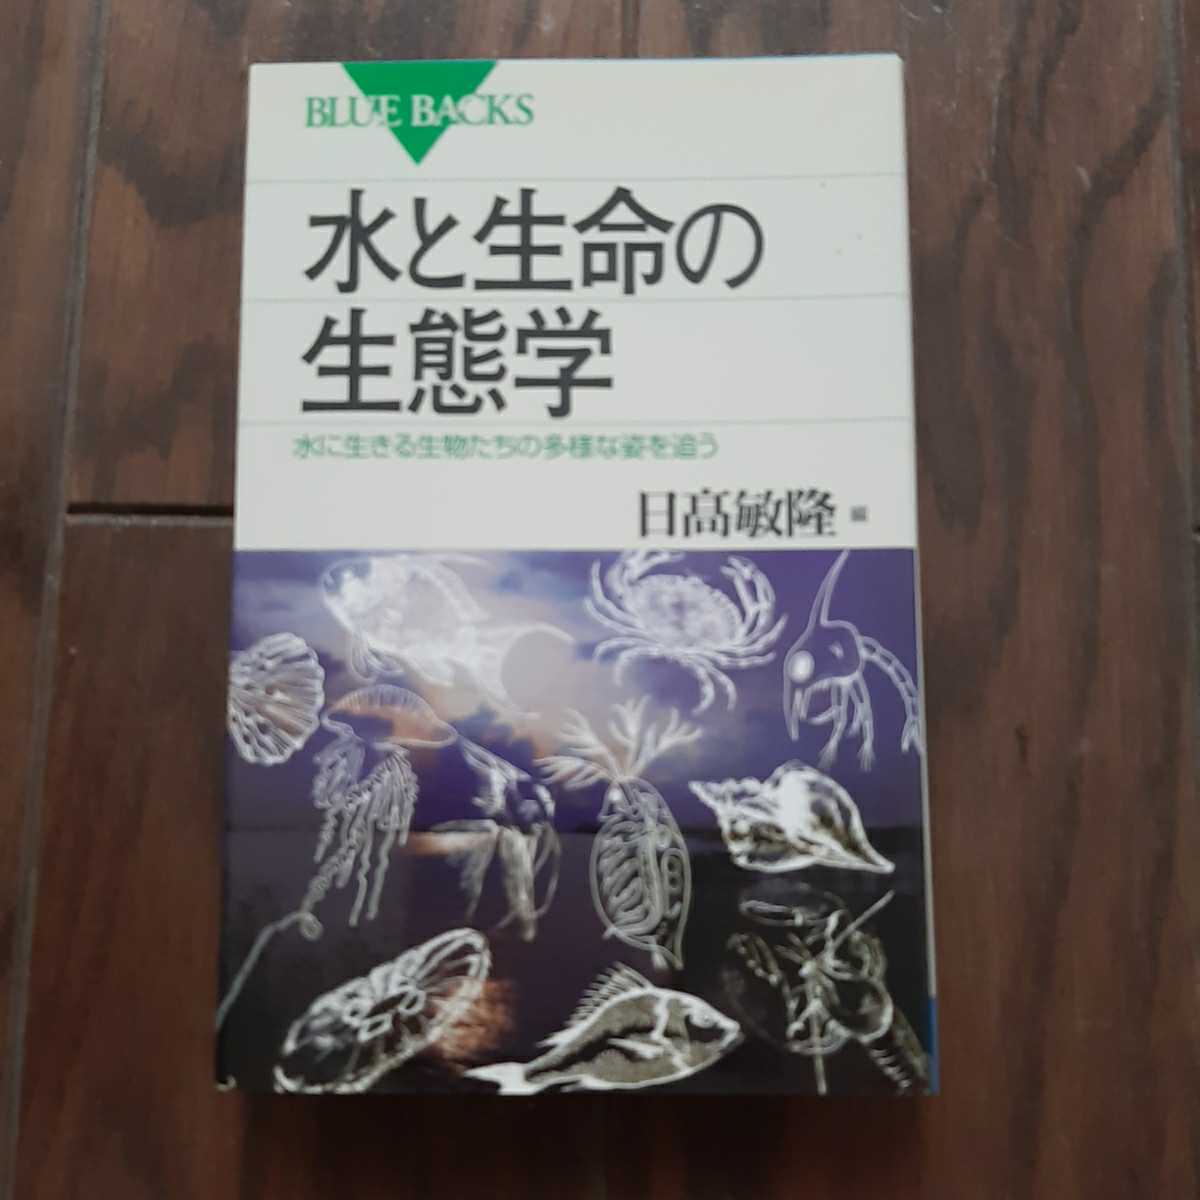 BLUE BACKS
水と生命の
生態学
水に生きる生物たちの多様な姿を追う
日髙敏隆 編